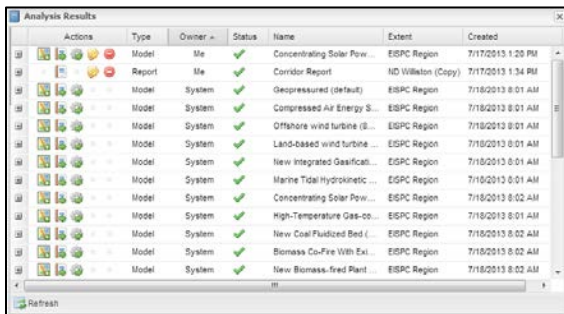 Analysis Results
Actions Type Owner Status Name Extent Created
Model Me Concentrating Solar Pow... EISPC Region 7/17/2013 1:20 PM
Report Me Corridor Report ND Williston (Copy) 7/17/2013 1:34 PM
Model System Geopressured (default) EISPC Region 7/18/2013 8:01 AM
Model System Compressed Air Energy S... EISPC Region 7/18/2013 8:01 AM
Model System Offshore wind turbine (8... EISPC Region 7/18/2013 8:01 AM
Model System Land-based wind turbine ... EISPC Region 7/18/2013 8:01 AM
Model System New Integrated Gasificati... EISPC Region 7/18/2013 8:01 AM
Model System Marine Tidal Hydrokinetic ... EISPC Region 7/18/2013 8:01 AM
Model System Concentrating Solar Pow... EISPC Region 7/18/2013 8:02 AM
Model System High-Temperature Gas-co... EISPC Region 7/18/2013 8:01 AM
Model System New Coal Fluidized Bed (... EISPC Region 7/18/2013 8:02 AM
Model System Biomass Co-Fire With Exi... EISPC Region 7/18/2013 8:02 AM
Model System New Biomass-fired Plant ... EISPC Region 7/18/2013 8:02 AM
Refresh